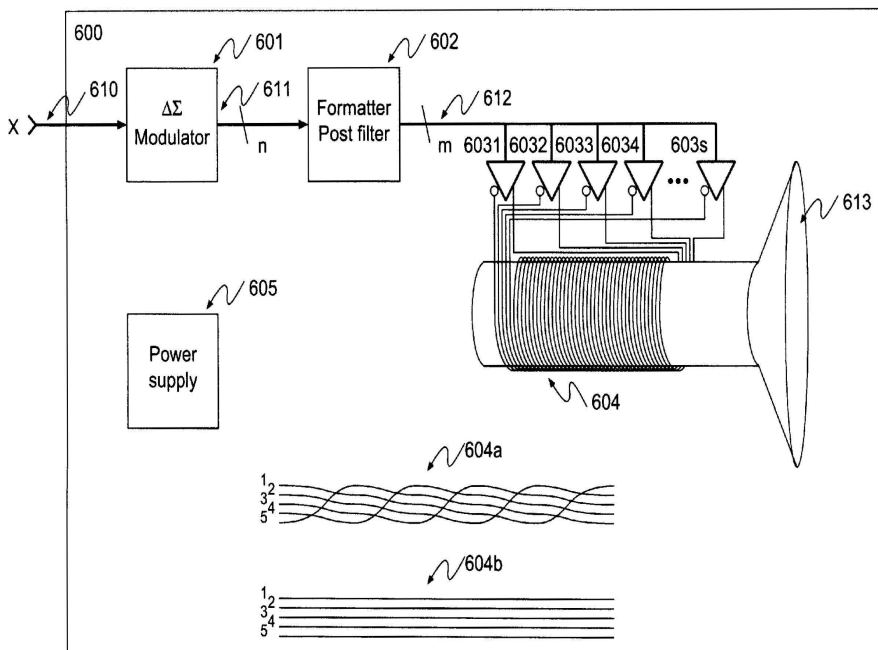 600
601
602
610
611
612
X
ΔΣ
Modulator
n
Formatter
Post filter
m
6031 6032 6033 6034 603s
613
605
Power
supply
604
604a
1
2
3
4
5
604b
1
2
3
4
5